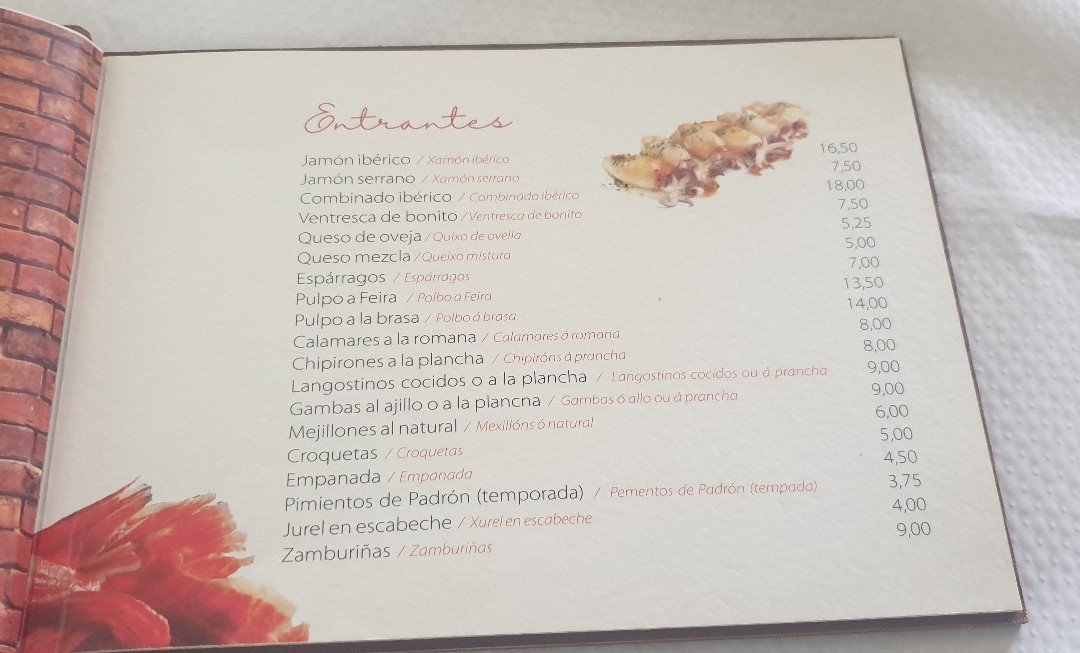 Entrantes
Jamón ibérico / Xamón ibérico 16,50
Jamón serrano / Xamón serrano 7,50
Combinado ibérico / Combinado ibérico 18,00
Ventresca de bonito / Ventresca de bonito 7,50
Queso de oveja / Quixo de ovella 5,25
Queso mezcla / Queixo mistura 5,00
Espárragos / Espárragos 7,00
Pulpo a Feira / Polbo a Feira 13,50
Pulpo a la brasa / Polbo á brasa 14,00
Calamares a la romana / Calamares á romana 8,00
Chipirones a la plancha / Chipiróns á prancha 8,00
Langostinos cocidos o a la plancha / Langostinos cocidos ou á prancha 9,00
Gambas al ajillo o a la plancna / Gambas ó allo ou á prancha 9,00
Mejillones al natural / Mexillóns ó natural 6,00
Croquetas / Croquetas 5,00
Empanada / Empanada 4,50
Pimientos de Padrón (temporada) / Pementos de Padrón (tempada) 3,75
Jurel en escabeche / Xurel en escabeche 4,00
Zamburiñas / Zamburiñas 9,00